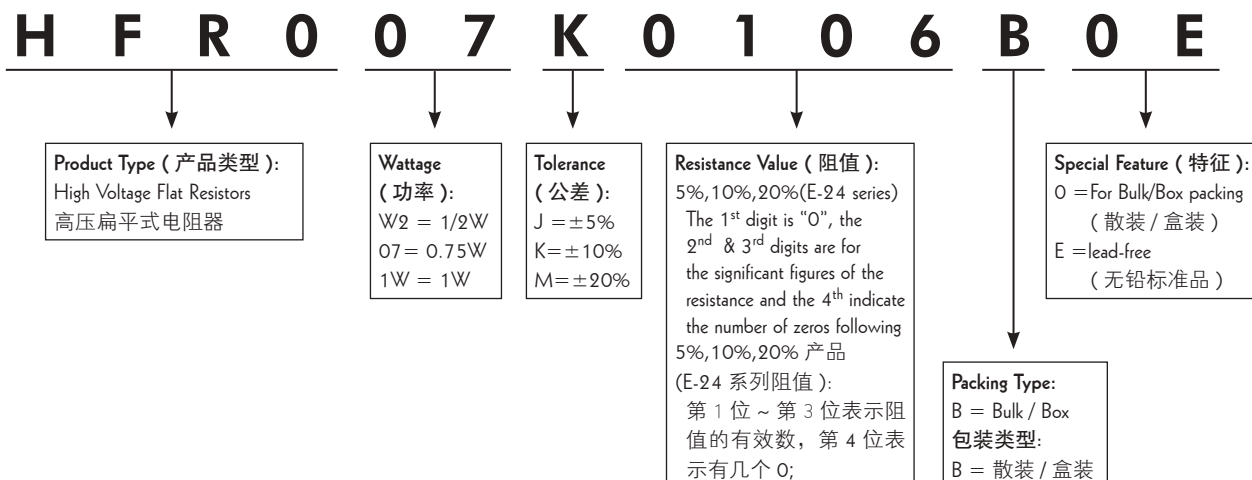 H F R 0 0 7 K 0 1 0 6 B 0 E
Product Type ( 产品类型 ):
High Voltage Flat Resistors
高压扁平式电阻器
Wattage
( 功率 ):
W2 = 1/2W
07 = 0.75W
1W = 1W
Tolerance
( 公差 ):
J =±5%
K=±10%
M=±20%
Resistance Value ( 阻值 ):
5%,10%,20%(E-24 series)
The 1st digit is “0”, the
2nd & 3rd digits are for
the significant figures of the
resistance and the 4th indicate
the number of zeros following
5%,10%,20% 产品
(E-24 系列阻值 ):
第 1 位 ~ 第 3 位表示阻
值的有效数，第 4 位表
示有几个 0;
Packing Type:
B = Bulk / Box
包装类型:
B = 散装 / 盒装
Special Feature ( 特征 ):
0 =For Bulk/Box packing
( 散装 / 盒装 )
E =lead-free
( 无铅标准品 )